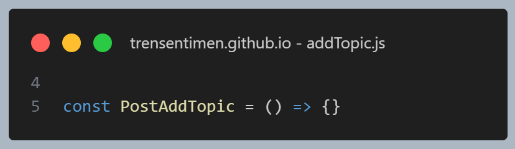 trensentimen.github.io - addTopic.js
4
5 const PostAddTopic = () => {}